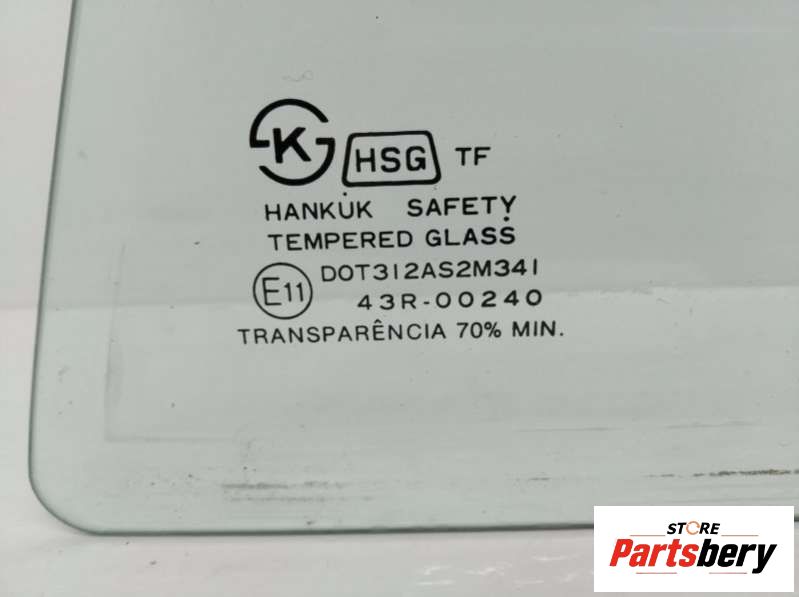 K HSG TF
HANKUK SAFETY
TEMPERED GLASS
E11 DOT312AS2M341
43R-00240
TRANSPARÊNCIA 70% MIN.
STORE
Partsbery